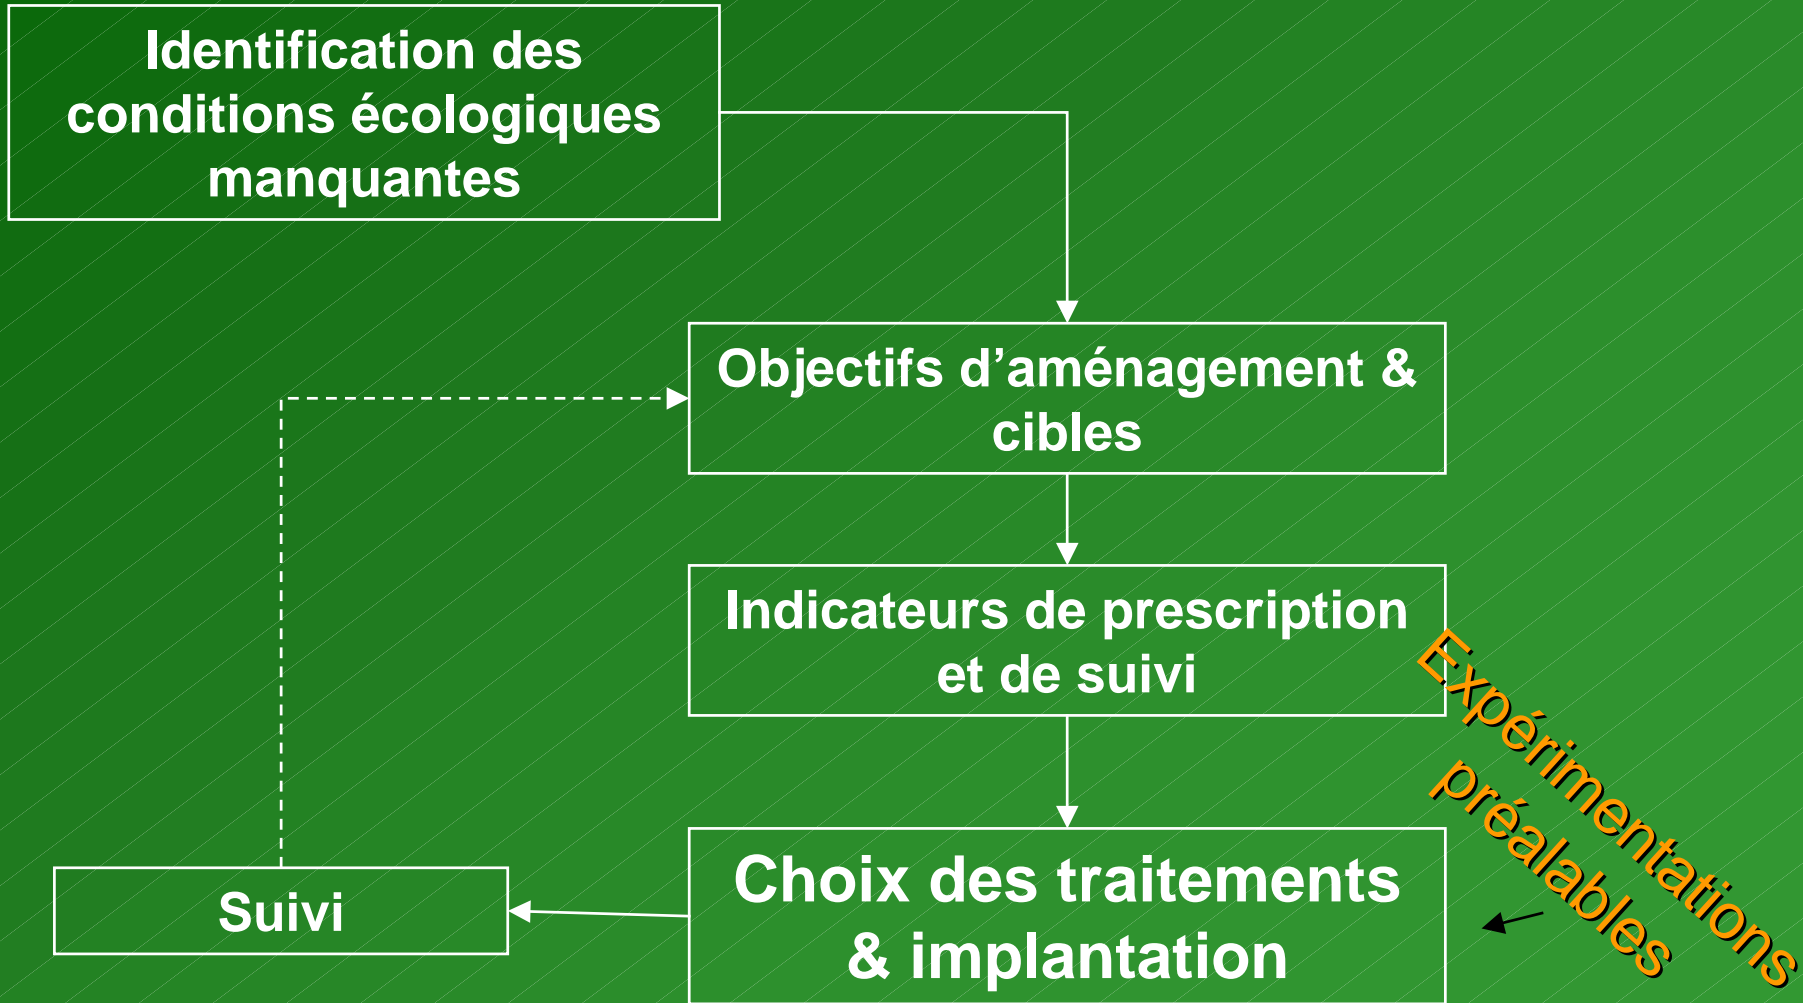 Identification des
conditions écologiques
manquantes
Objectifs d’aménagement &
cibles
Indicateurs de prescription
et de suivi
Expérimentations
préalables
Choix des traitements
& implantation
Suivi